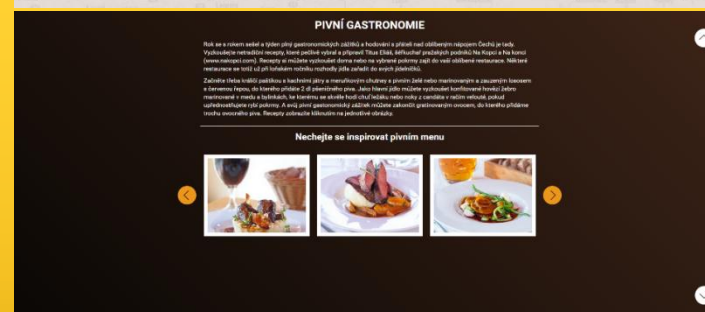 PIVNÍ GASTRONOMIE
Rok se s rokem sešel a týden plný gastronomických zážitků a hodování s přáteli nad oblíbeným nápojem Čechů je tady.
Vyzkoušejte netradiční recepty, které pečlivě vybral a připravil Titus Eliáš, šéfkuchař pražských podniků Na Kopci a Na konci
(www.nakopci.com). Recepty si můžete vyzkoušet doma nebo na vybrané pokrmy zajít do vaší oblíbené restaurace. Některé
restaurace se totiž už při loňském ročníku rozhodly jídla zařadit do svých jídelníčků.
Začněte třeba králičí paštikou s kachními játry a meruňkovým chutney s pivním želé nebo marinovaným a zauzeným lososem
s červenou řepou, do kterého přidáte 2 dl pšeničného piva. Jako hlavní jídlo můžete vyzkoušet konfitované hovězí žebro
marinované v medu a bylinkách, ke kterému se skvěle hodí chuť ležáku nebo noky z candáta v račím velouté, pokud
upřednostňujete rybí pokrmy. A svůj pivní gastonomický zážitek můžete zakončit gratinovaným ovocem, do kterého přidáme
trochu ovocného piva. Recepty zobrazíte kliknutím na jednotlivé obrázky.
Nechejte se inspirovat pivním menu